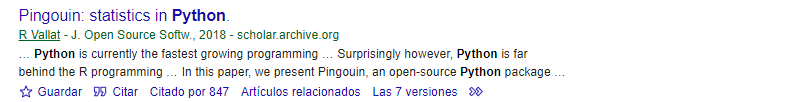 Pingouin: statistics in Python.
R Vallat - J. Open Source Softw., 2018 - scholar.archive.org
… Python is currently the fastest growing programming … Surprisingly however, Python is far
behind the R programming … In this paper, we present Pingouin, an open-source Python package …
Guardar Citar Citado por 847 Artículos relacionados Las 7 versiones